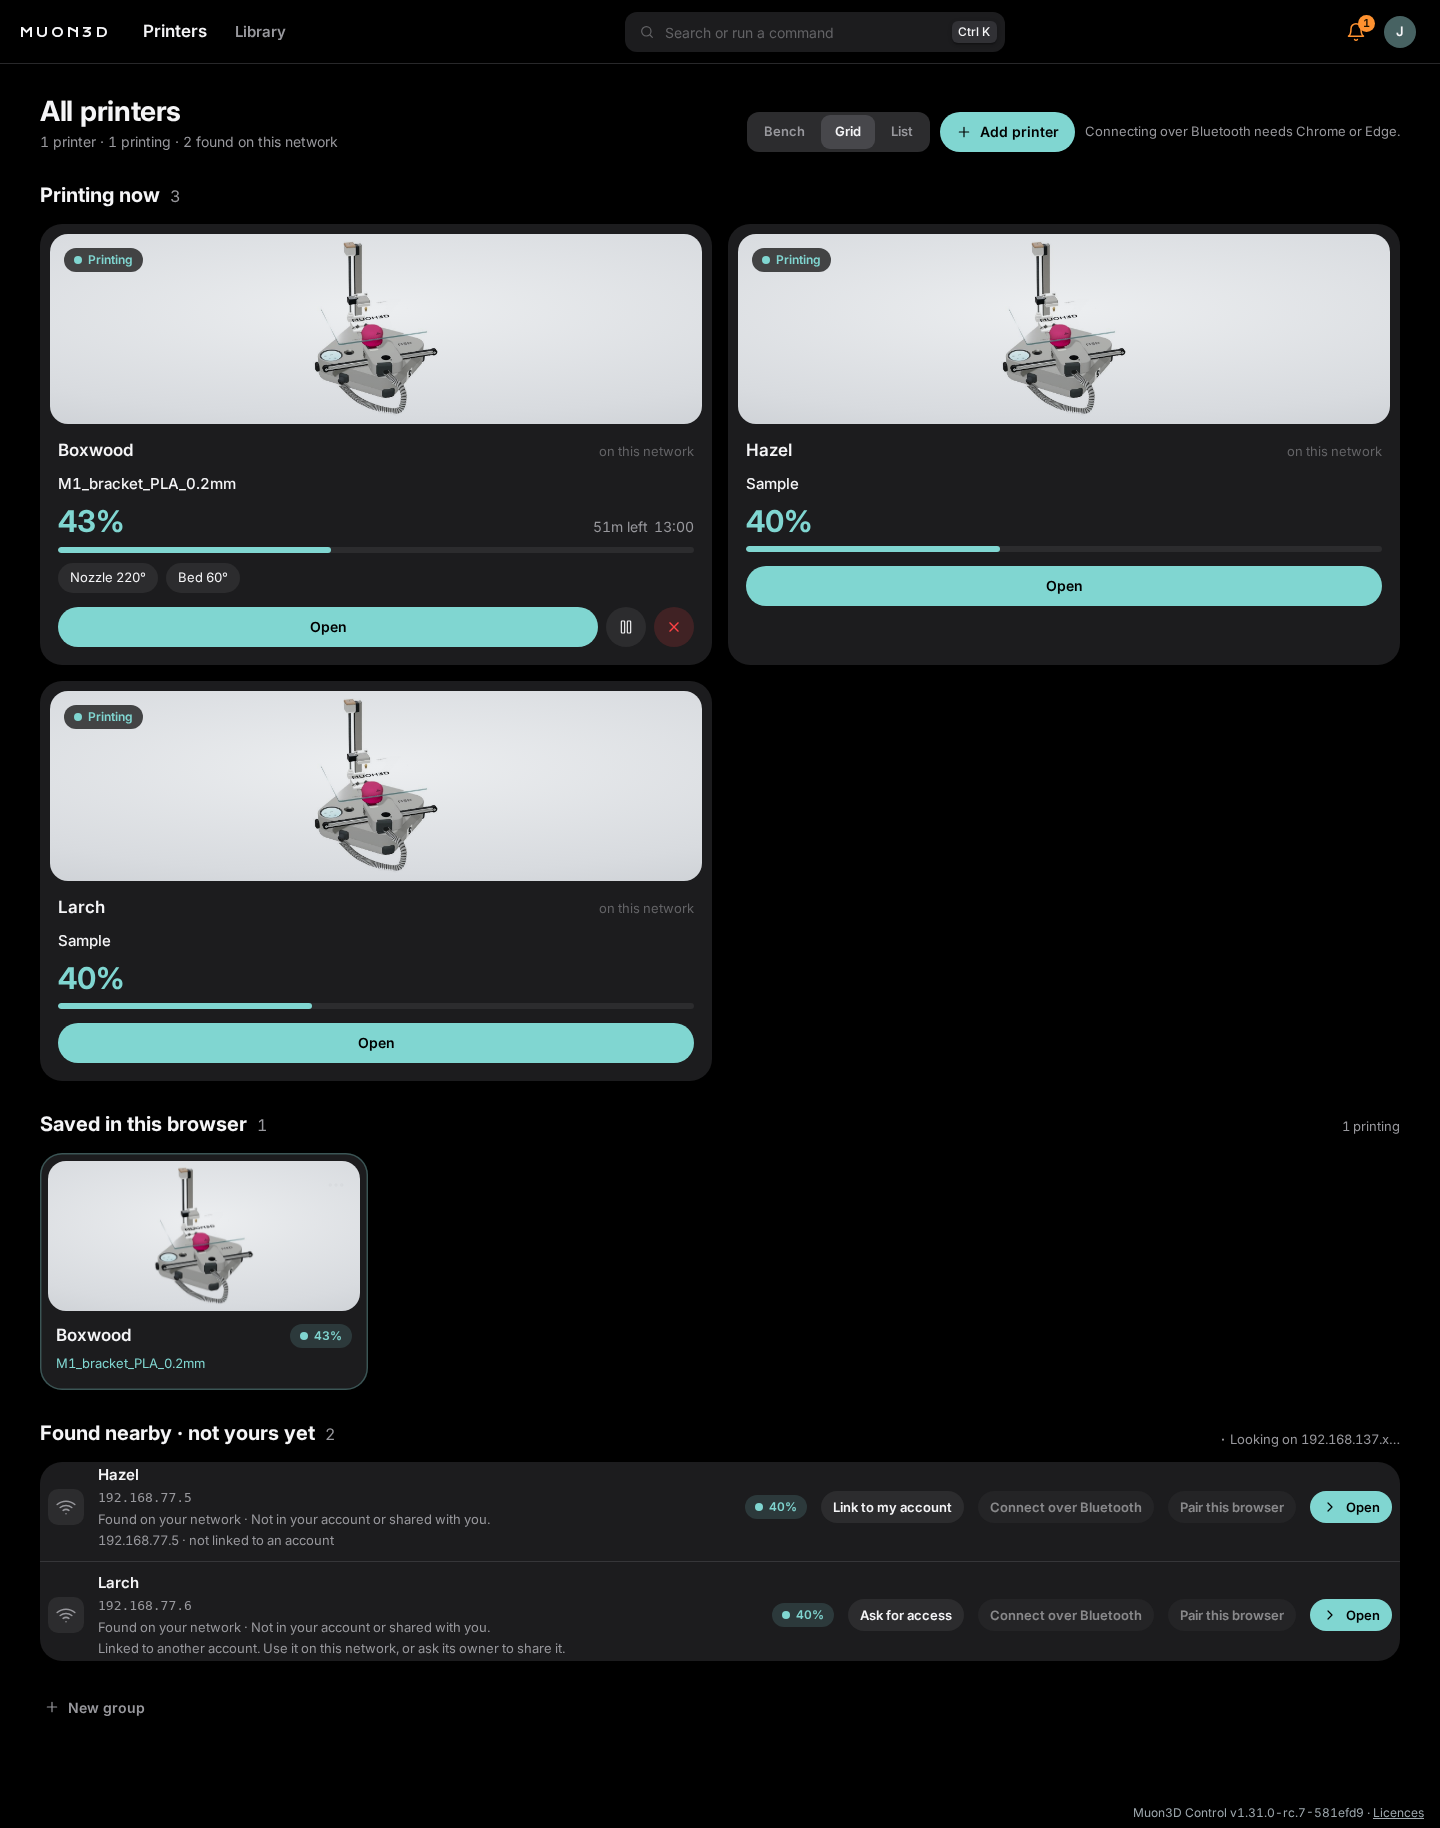 MUON3D Printers Library Search or run a command Ctrl K 1 J
All printers
1 printer · 1 printing · 2 found on this network
Bench Grid List + Add printer Connecting over Bluetooth needs Chrome or Edge.
Printing now 3
Printing
Boxwood on this network
M1_bracket_PLA_0.2mm
43% 51m left 13:00
Nozzle 220° Bed 60°
Open
Printing
Hazel on this network
Sample
40%
Open
Printing
Larch on this network
Sample
40%
Open
Saved in this browser 1 1 printing
Boxwood 43%
M1_bracket_PLA_0.2mm
Found nearby · not yours yet 2 · Looking on 192.168.137.x...
Hazel
192.168.77.5
Found on your network · Not in your account or shared with you.
192.168.77.5 · not linked to an account
40% Link to my account Connect over Bluetooth Pair this browser Open
Larch
192.168.77.6
Found on your network · Not in your account or shared with you.
Linked to another account. Use it on this network, or ask its owner to share it.
40% Ask for access Connect over Bluetooth Pair this browser Open
+ New group
Muon3D Control v1.31.0-rc.7-581efd9 · Licences